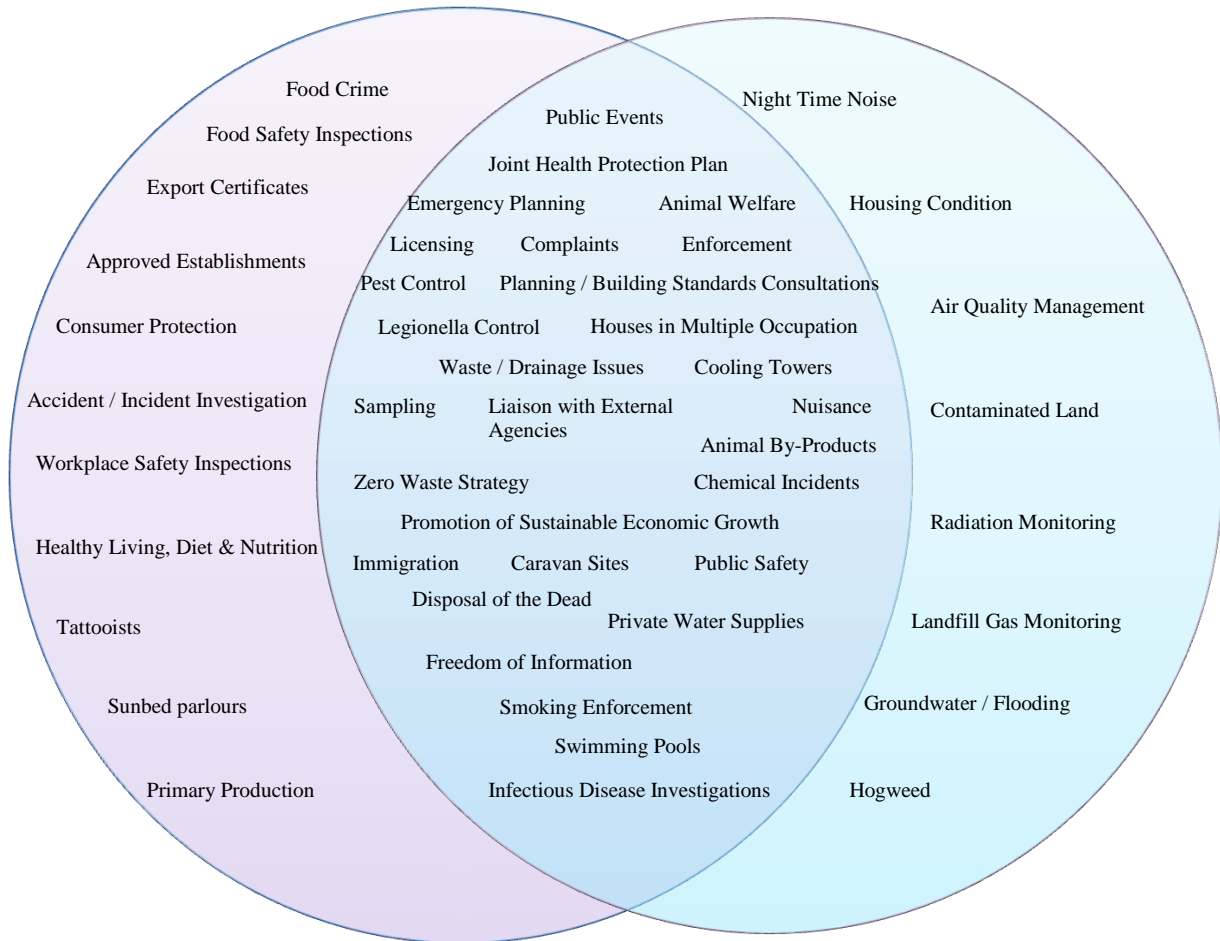 Food Crime
Food Safety Inspections
Export Certificates
Approved Establishments
Consumer Protection
Accident / Incident Investigation
Workplace Safety Inspections
Healthy Living, Diet & Nutrition
Tattooists
Sunbed parlours
Primary Production
Public Events
Joint Health Protection Plan
Emergency Planning
Animal Welfare
Licensing
Complaints
Enforcement
Pest Control
Planning / Building Standards Consultations
Legionella Control
Houses in Multiple Occupation
Waste / Drainage Issues
Cooling Towers
Sampling
Liaison with External
Agencies
Nuisance
Animal By-Products
Zero Waste Strategy
Chemical Incidents
Promotion of Sustainable Economic Growth
Immigration
Caravan Sites
Public Safety
Disposal of the Dead
Private Water Supplies
Freedom of Information
Smoking Enforcement
Swimming Pools
Infectious Disease Investigations
Night Time Noise
Housing Condition
Air Quality Management
Contaminated Land
Radiation Monitoring
Landfill Gas Monitoring
Groundwater / Flooding
Hogweed